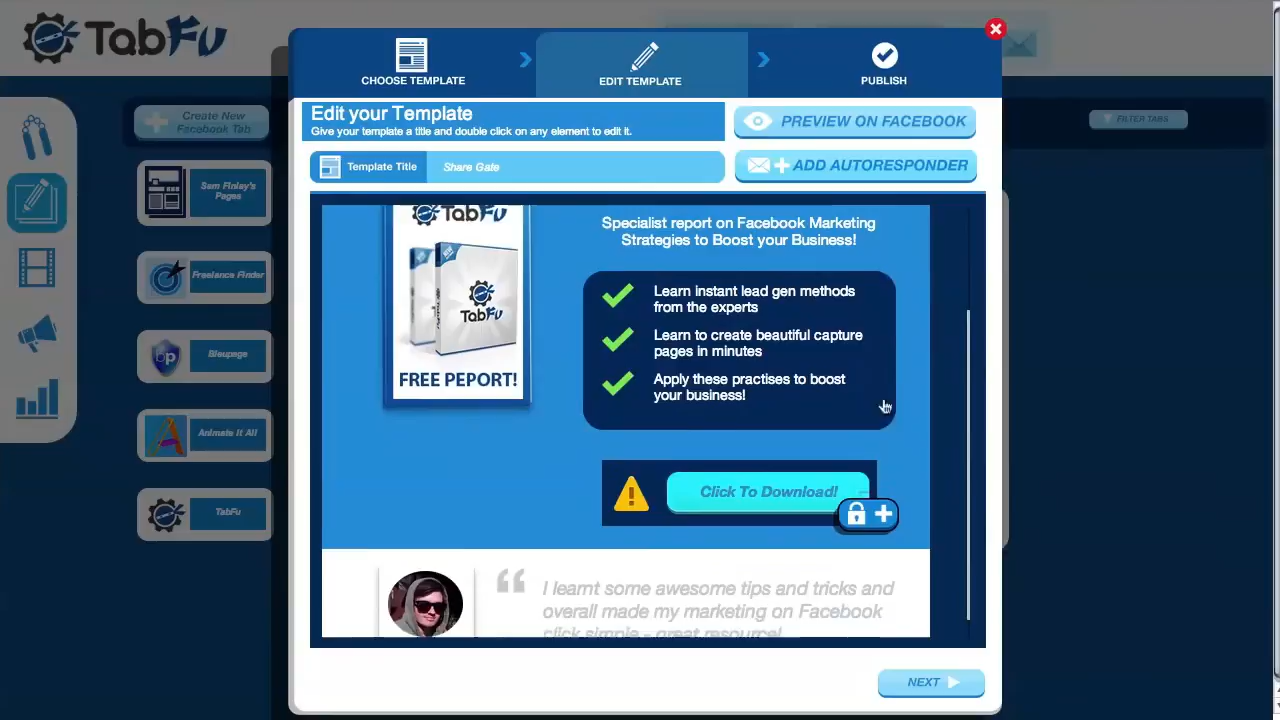 TabFu
CHOOSE TEMPLATE
EDIT TEMPLATE
PUBLISH
Create New
Facebook Tab
FILTER TABS
Edit your Template
Give your template a title and double click on any element to edit it.
PREVIEW ON FACEBOOK
Template Title
Share Gate
ADD AUTORESPONDER
Sam Finlay's
Pages
Freelance Finder
bp
Bleupage
Animate It All
TabFu
TabFu
TabFu
FREE PEPORT!
Specialist report on Facebook Marketing
Strategies to Boost your Business!
Learn instant lead gen methods
from the experts
Learn to create beautiful capture
pages in minutes
Apply these practises to boost
your business!
Click To Download!
I learnt some awesome tips and tricks and
overall made my marketing on Facebook
click simple - great resource!
NEXT